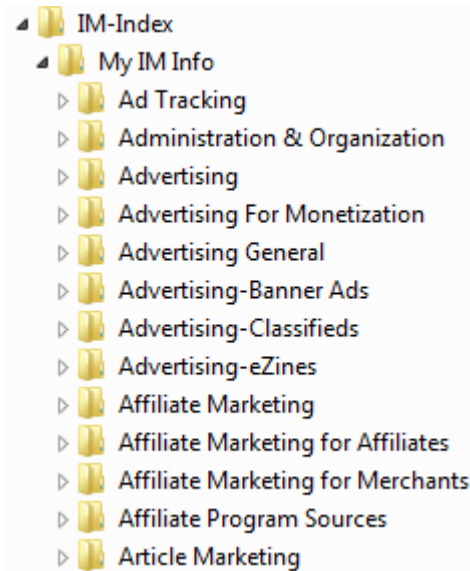 IM-Index
My IM Info
Ad Tracking
Administration & Organization
Advertising
Advertising For Monetization
Advertising General
Advertising-Banner Ads
Advertising-Classifieds
Advertising-eZines
Affiliate Marketing
Affiliate Marketing for Affiliates
Affiliate Marketing for Merchants
Affiliate Program Sources
Article Marketing